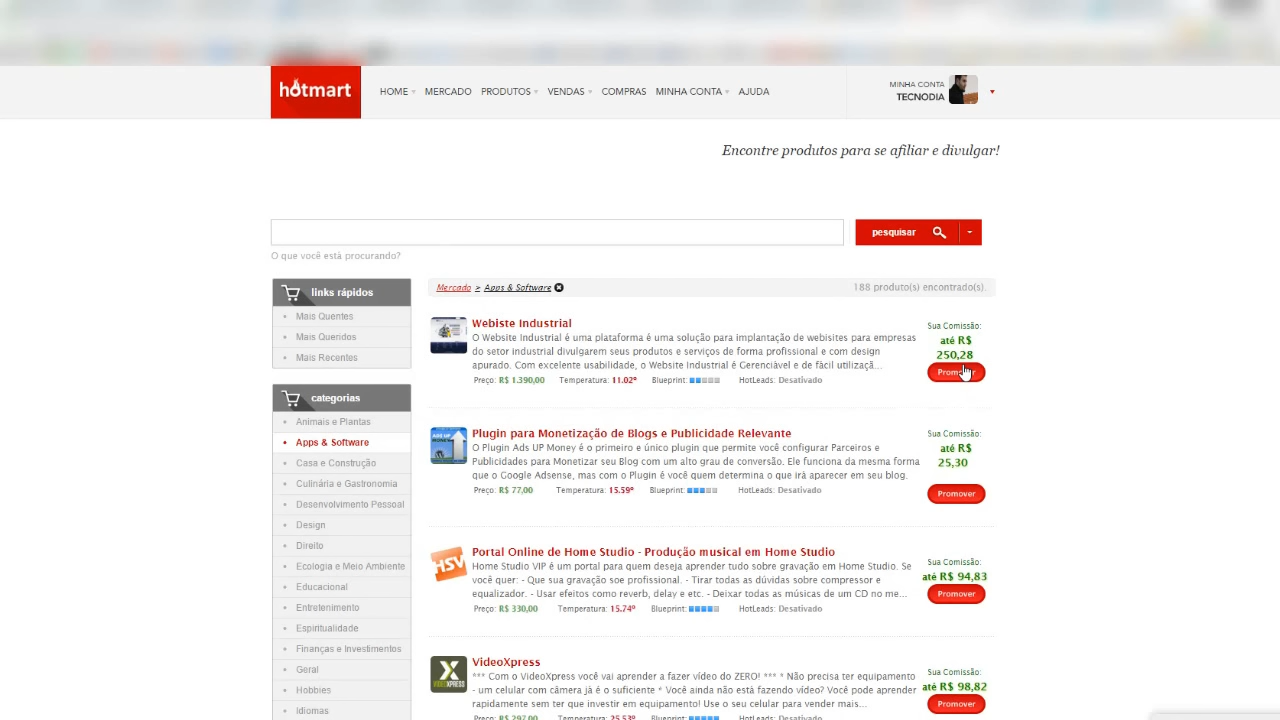 hotmart
HOME MERCADO PRODUTOS VENDAS COMPRAS MINHA CONTA AJUDA
MINHA CONTA
TECNODIA
Encontre produtos para se afiliar e divulgar!
pesquisar
O que você está procurando?
links rápidos
Mais Quentes
Mais Queridos
Mais Recentes
categorias
Animais e Plantas
Apps & Software
Casa e Construção
Culinária e Gastronomia
Desenvolvimento Pessoal
Design
Direito
Ecologia e Meio Ambiente
Educacional
Entretenimento
Espiritualidade
Finanças e Investimentos
Geral
Hobbies
Idiomas
Mercado > Apps & Software
188 produto(s) encontrado(s).
Webiste Industrial
O Website Industrial é uma plataforma é uma solução para implantação de webisites para empresas
do setor industrial divulgarem seus produtos e serviços de forma profissional e com design
apurado. Com excelente usabilidade, o Website Industrial é Gerenciável e de fácil utilizaçã...
Preço: R$ 1.390,00 Temperatura: 11.02º Blueprint: HotLeads: Desativado
Sua Comissão:
até R$
250,28
Plugin para Monetização de Blogs e Publicidade Relevante
O Plugin Ads UP Money é o primeiro e único plugin que permite você configurar Parceiros e
Publicidades para Monetizar seu Blog com um alto grau de conversão. Ele funciona da mesma forma
que o Google Adsense, mas com o Plugin é você quem determina o que irá aparecer em seu blog.
Preço: R$ 77,00 Temperatura: 15.59º Blueprint: HotLeads: Desativado
Sua Comissão:
até R$
25,30
Promover
HSV
Portal Online de Home Studio - Produção musical em Home Studio
Home Studio VIP é um portal para quem deseja aprender tudo sobre gravação em Home Studio. Se
você quer: - Que sua gravação soe profissional. - Tirar todas as dúvidas sobre compressor e
equalizador. - Usar efeitos como reverb, delay e etc. - Deixar todas as músicas de um CD no me...
Preço: R$ 330,00 Temperatura: 15.74º Blueprint: HotLeads: Desativado
Sua Comissão:
até R$ 94,83
Promover
VideoXpress
*** Com o VideoXpress você vai aprender a fazer vídeo do ZERO! *** * Não precisa ter equipamento
- um celular com câmera já é o suficiente * Você ainda não está fazendo vídeo? Você pode aprender
rapidamente sem ter que investir em equipamento! Use o seu celular para vender mais...
Preço: R$ 297,00 Temperatura: 25.53º Blueprint: HotLeads: Desativado
Sua Comissão:
até R$ 98,82
Promover